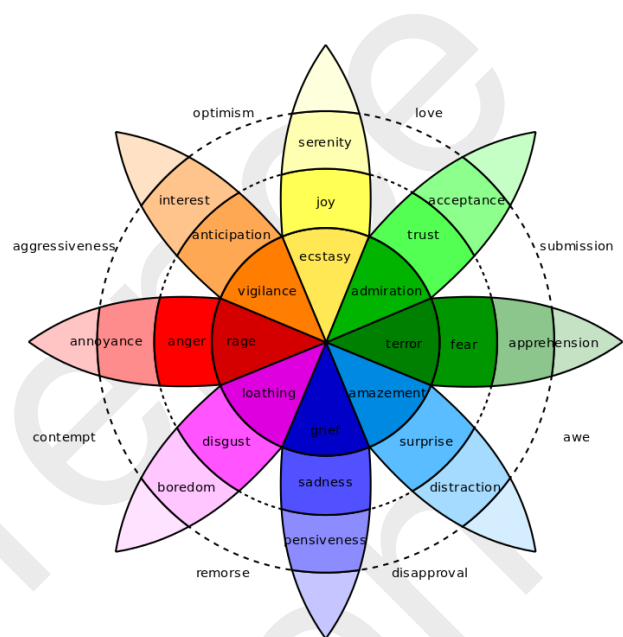 optimism
love
serenity
interest
acceptance
joy
anticipation
trust
aggressiveness
submission
ecstasy
vigilance
admiration
annoyance
anger
rage
terror
fear
apprehension
loathing
amazement
contempt
disgust
grief
surprise
awe
boredom
sadness
distraction
pensiveness
remorse
disapproval